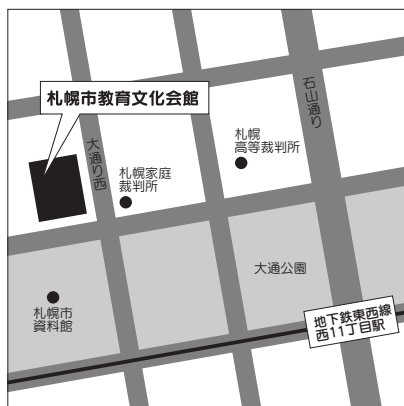 札幌市教育文化会館
大通り西
石山通り
札幌
高等裁判所
札幌家庭
裁判所
大通公園
札幌市
資料館
地下鉄東西線
西11丁目駅